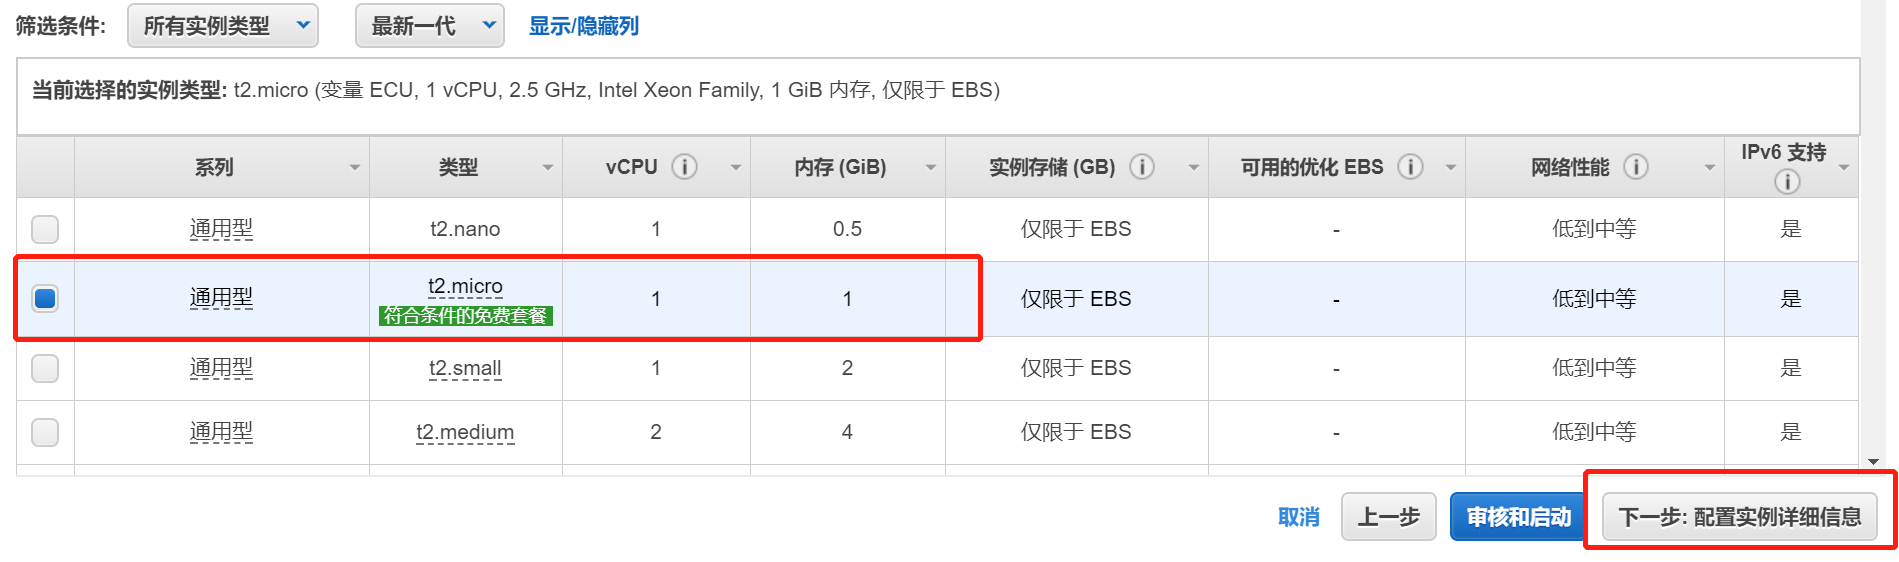 筛选条件: 所有实例类型 最新一代 显示/隐藏列
当前选择的实例类型: t2.micro (变量 ECU, 1 vCPU, 2.5 GHz, Intel Xeon Family, 1 GiB 内存, 仅限于 EBS)
系列 类型 vCPU 内存 (GiB) 实例存储 (GB) 可用的优化 EBS 网络性能 IPv6 支持
通用型 t2.nano 1 0.5 仅限于 EBS - 低到中等 是
通用型 t2.micro 1 1 仅限于 EBS - 低到中等 是
符合条件的免费套餐
通用型 t2.small 1 2 仅限于 EBS - 低到中等 是
通用型 t2.medium 2 4 仅限于 EBS - 低到中等 是
取消 上一步 审核和启动 下一步: 配置实例详细信息